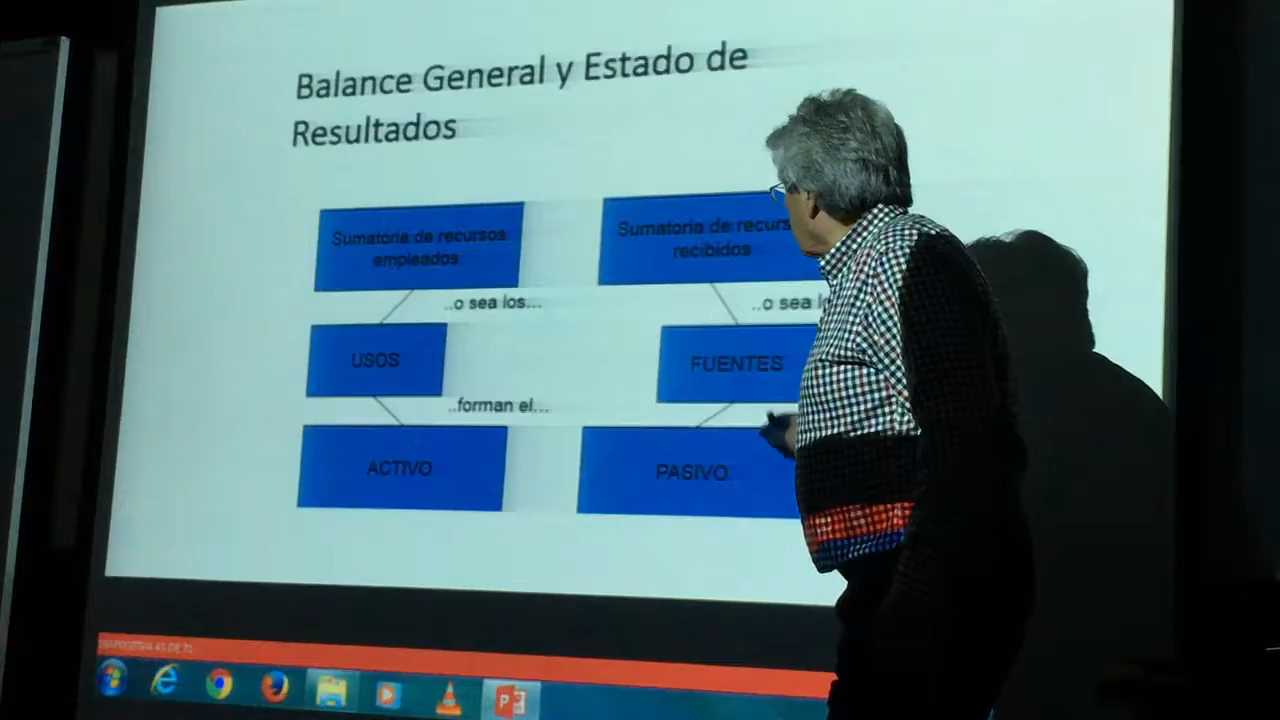 Balance General y Estado de
Resultados
Sumatoria de recursos
empleados
Sumatoria de recurs
recibidos
..o sea los...
..o sea lo
USOS
FUENTES
..forman el...
ACTIVO
PASIVO